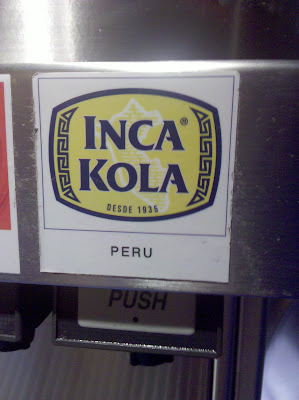 INCA®
KOLA
DESDE 1935
PERU
PUSH